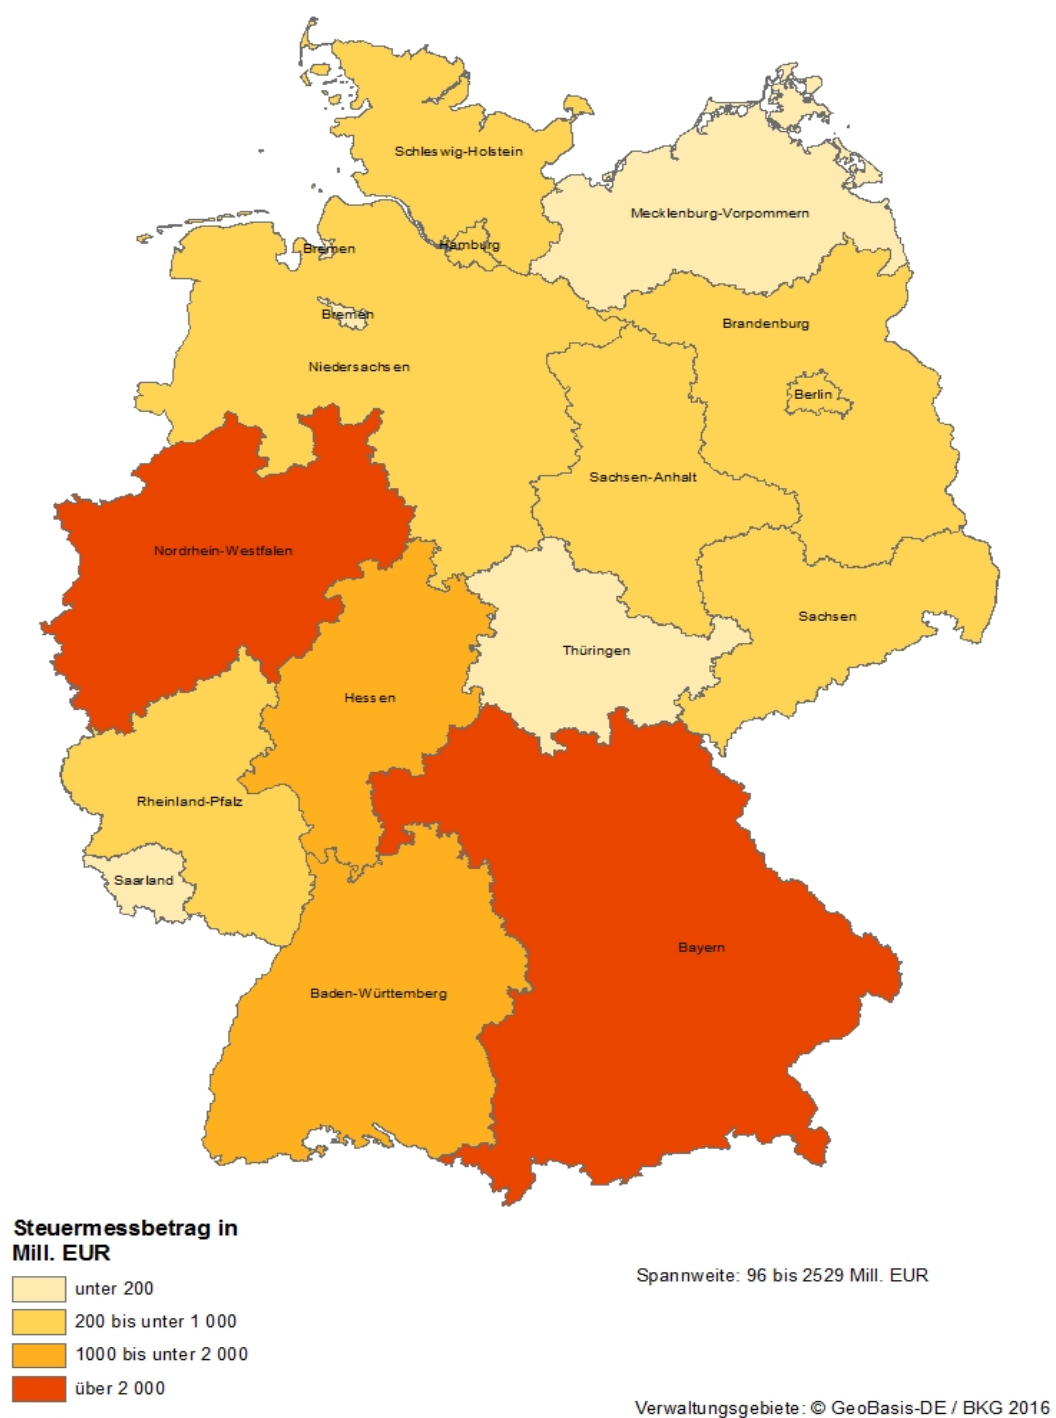 Schleswig-Holstein
Mecklenburg-Vorpommern
Hamburg
Bremen
Bremen
Brandenburg
Niedersachsen
Berlin
Sachsen-Anhalt
Nordrhein-Westfalen
Sachsen
Thüringen
Hessen
Rheinland-Pfalz
Saarland
Bayern
Baden-Württemberg
Steuermessbetrag in
Mill. EUR
unter 200
200 bis unter 1 000
1000 bis unter 2 000
über 2 000
Spannweite: 96 bis 2529 Mill. EUR
Verwaltungsgebiete: © GeoBasis-DE / BKG 2016